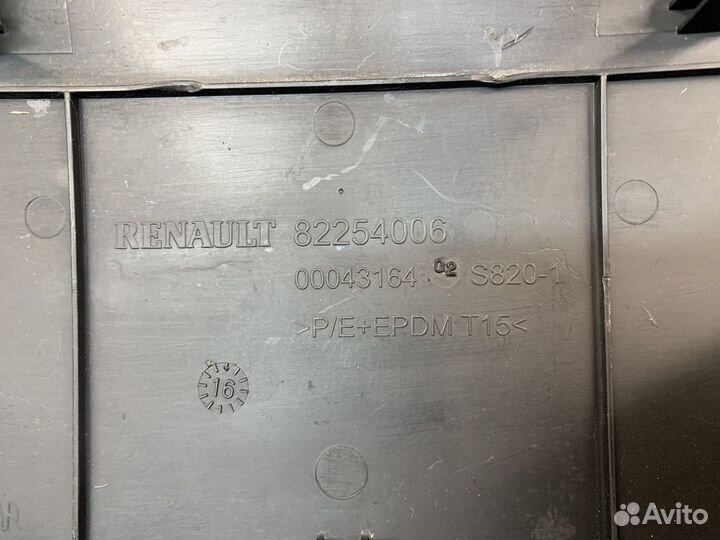 RENAULT 82254006
00043164 02 S820-1
>P/E+EPDM T15<
16
Avito